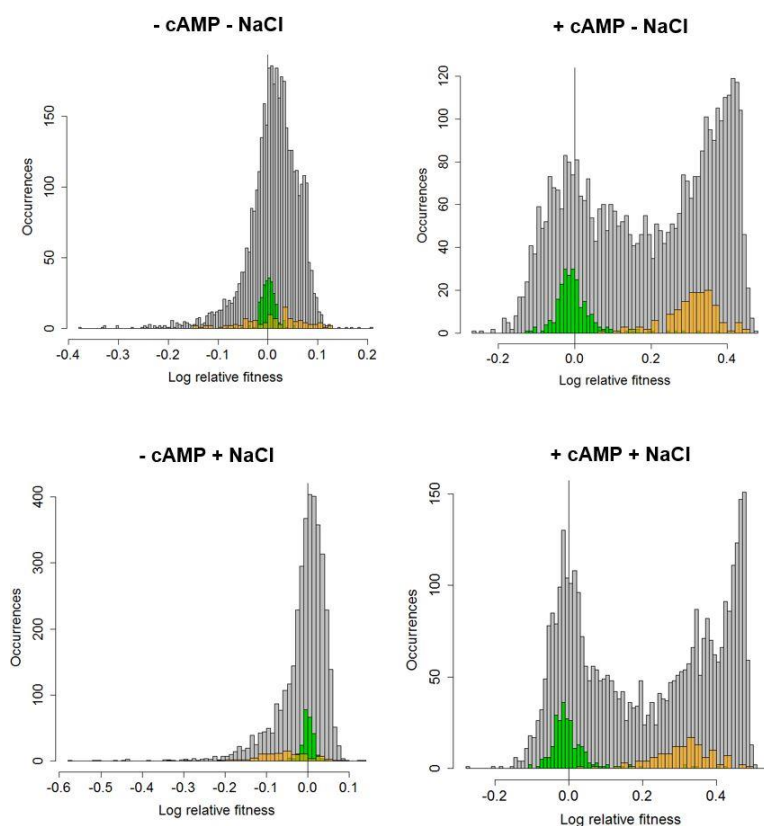 - cAMP - NaCl
Occurrences
150
100
50
0
-0.4 -0.3 -0.2 -0.1 0.0 0.1 0.2
Log relative fitness
+ cAMP - NaCl
Occurrences
120
100
80
60
40
20
0
-0.2 0.0 0.2 0.4
Log relative fitness
- cAMP + NaCl
Occurrences
400
300
200
100
0
-0.6 -0.5 -0.4 -0.3 -0.2 -0.1 0.0 0.1
Log relative fitness
+ cAMP + NaCl
Occurrences
150
100
50
0
-0.2 0.0 0.2 0.4
Log relative fitness